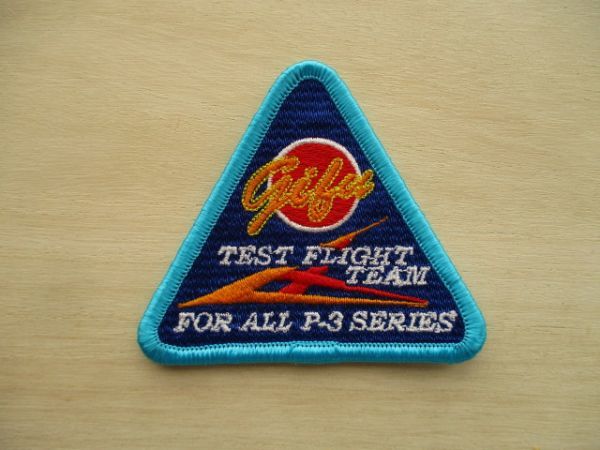 Gifu
TEST FLIGHT
TEAM
FOR ALL P-3 SERIES